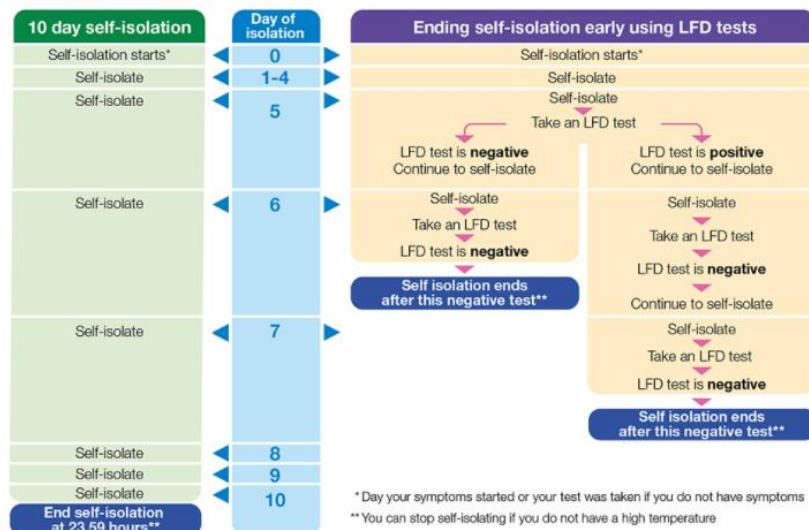 10 day self-isolation
Day of
isolation
Ending self-isolation early using LFD tests
Self-isolation starts*
0
Self-isolation starts*
Self-isolate
1-4
Self-isolate
Self-isolate
5
Self-isolate
Take an LFD test
LFD test is negative
Continue to self-isolate
LFD test is positive
Continue to self-isolate
Self-isolate
6
Self-isolate
Take an LFD test
LFD test is negative
Self isolation ends
after this negative test**
Self-isolate
Take an LFD test
LFD test is negative
Continue to self-isolate
Self-isolate
7
Self-isolate
Take an LFD test
LFD test is negative
Self isolation ends
after this negative test**
Self-isolate
8
Self-isolate
9
Self-isolate
10
End self-isolation
at 23.59 hours**
* Day your symptoms started or your test was taken if you do not have symptoms
** You can stop self-isolating if you do not have a high temperature